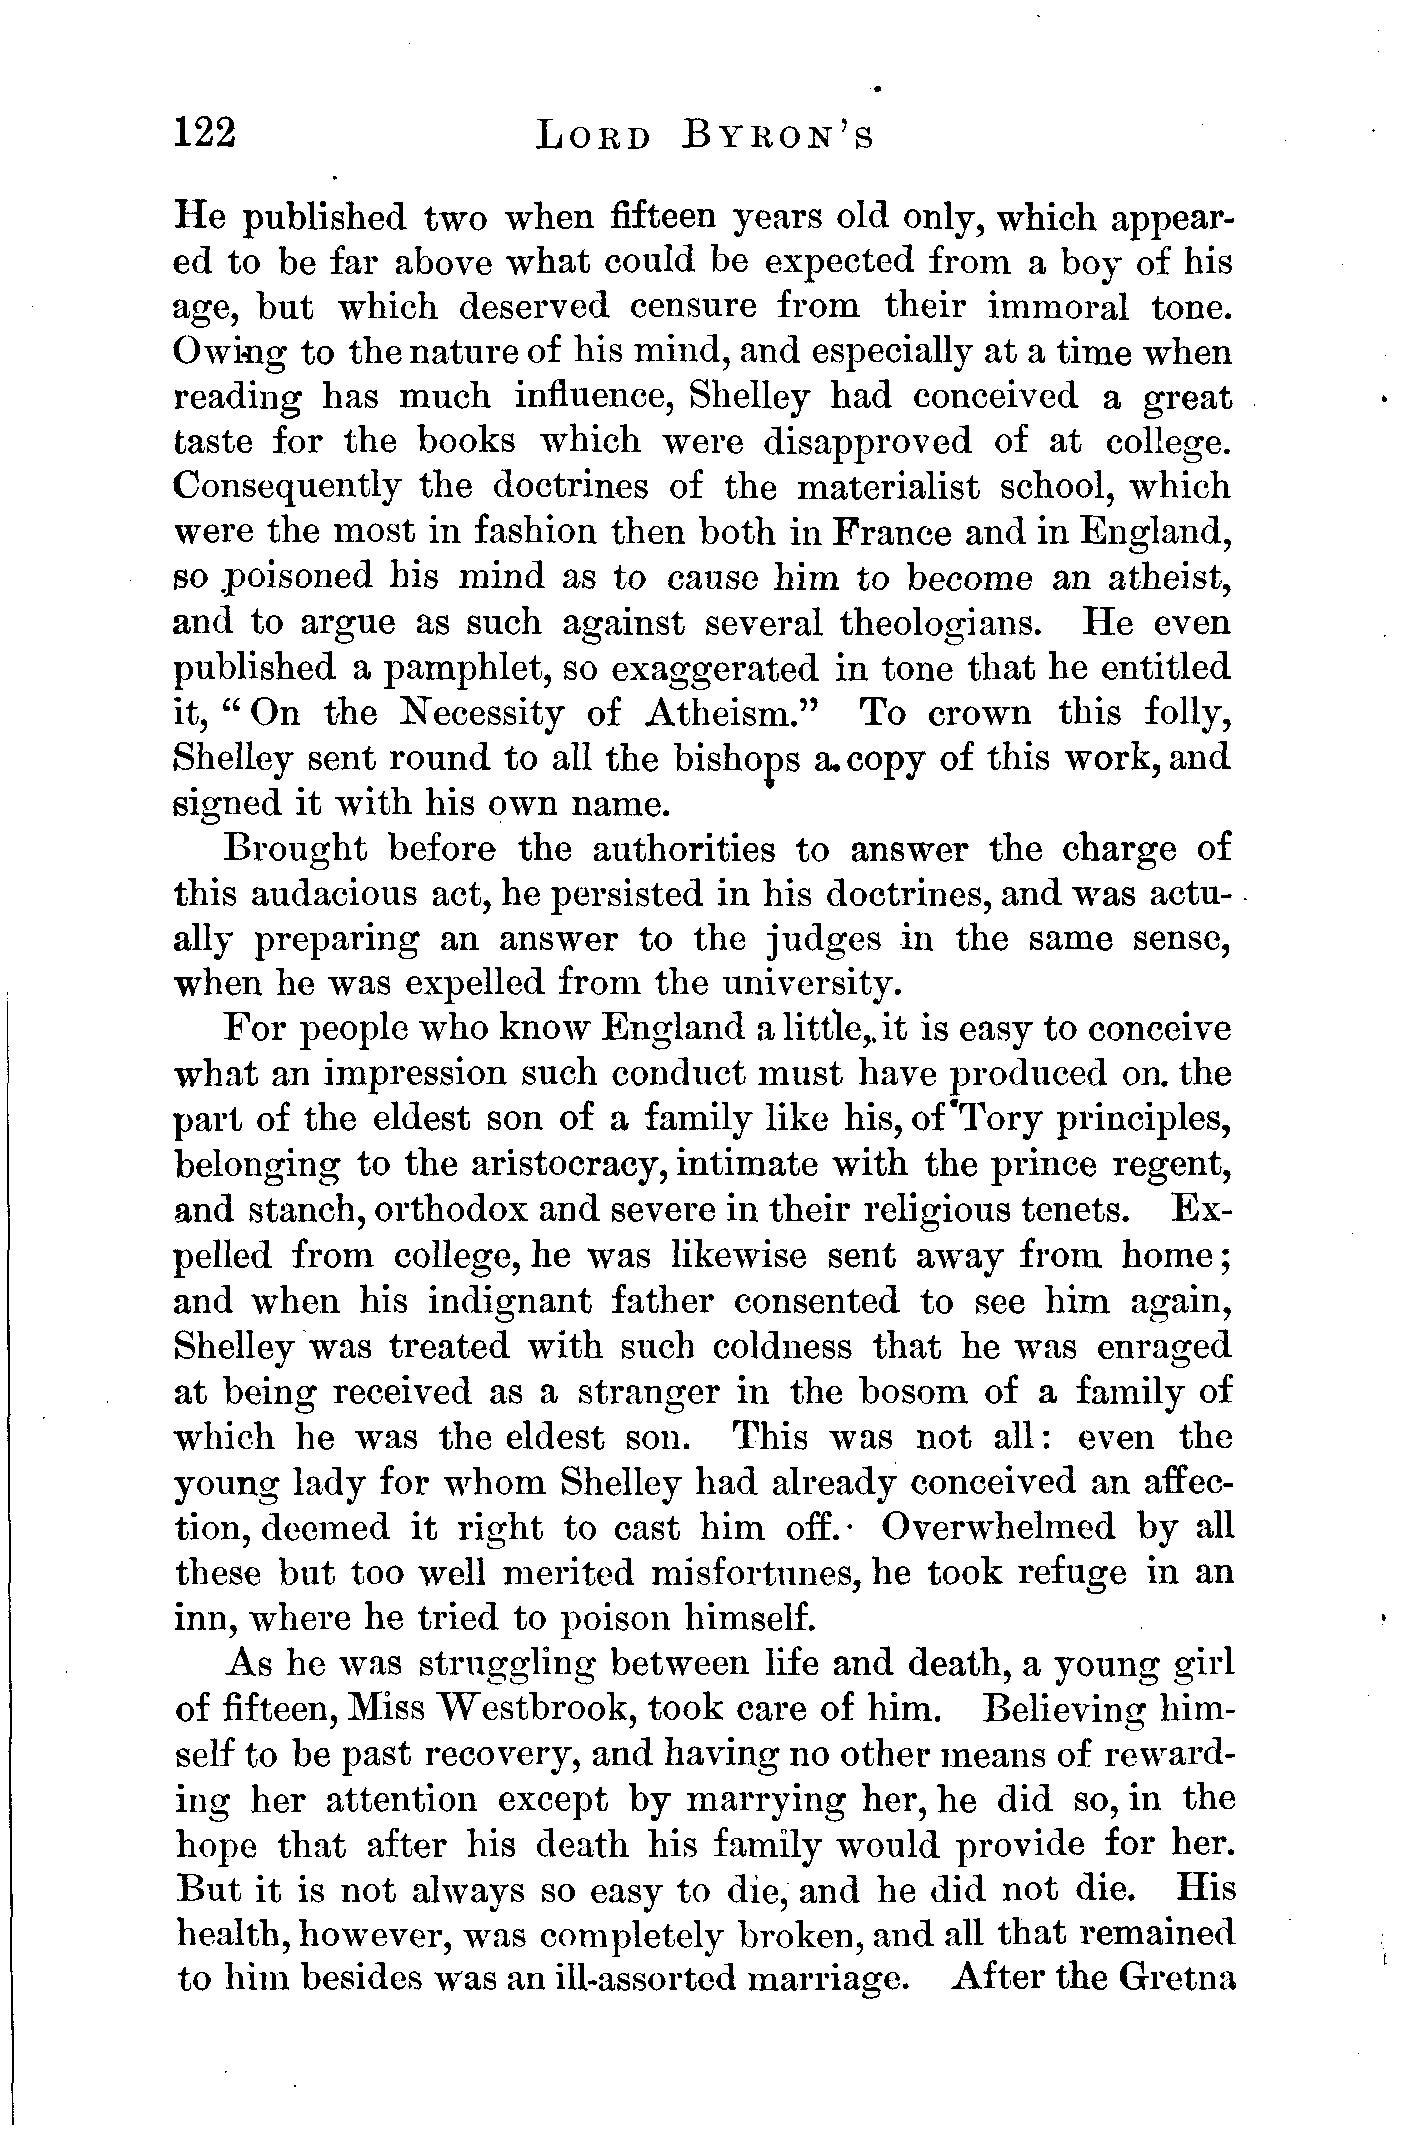 122 LORD BYRON'S
He published two when fifteen years old only, which appear-
ed to be far above what could be expected from a boy of his
age, but which deserved censure from their immoral tone.
Owing to the nature of his mind, and especially at a time when
reading has much influence, Shelley had conceived a great
taste for the books which were disapproved of at college.
Consequently the doctrines of the materialist school, which
were the most in fashion then both in France and in England,
so poisoned his mind as to cause him to become an atheist,
and to argue as such against several theologians. He even
published a pamphlet, so exaggerated in tone that he entitled
it, “On the Necessity of Atheism.” To crown this folly,
Shelley sent round to all the bishops a copy of this work, and
signed it with his own name.
Brought before the authorities to answer the charge of
this audacious act, he persisted in his doctrines, and was actu-
ally preparing an answer to the judges in the same sense,
when he was expelled from the university.
For people who know England a little, it is easy to conceive
what an impression such conduct must have produced on the
part of the eldest son of a family like his, of Tory principles,
belonging to the aristocracy, intimate with the prince regent,
and stanch, orthodox and severe in their religious tenets. Ex-
pelled from college, he was likewise sent away from home;
and when his indignant father consented to see him again,
Shelley was treated with such coldness that he was enraged
at being received as a stranger in the bosom of a family of
which he was the eldest son. This was not all: even the
young lady for whom Shelley had already conceived an affec-
tion, deemed it right to cast him off. Overwhelmed by all
these but too well merited misfortunes, he took refuge in an
inn, where he tried to poison himself.
As he was struggling between life and death, a young girl
of fifteen, Miss Westbrook, took care of him. Believing him-
self to be past recovery, and having no other means of reward-
ing her attention except by marrying her, he did so, in the
hope that after his death his family would provide for her.
But it is not always so easy to die, and he did not die. His
health, however, was completely broken, and all that remained
to him besides was an ill-assorted marriage. After the Gretna